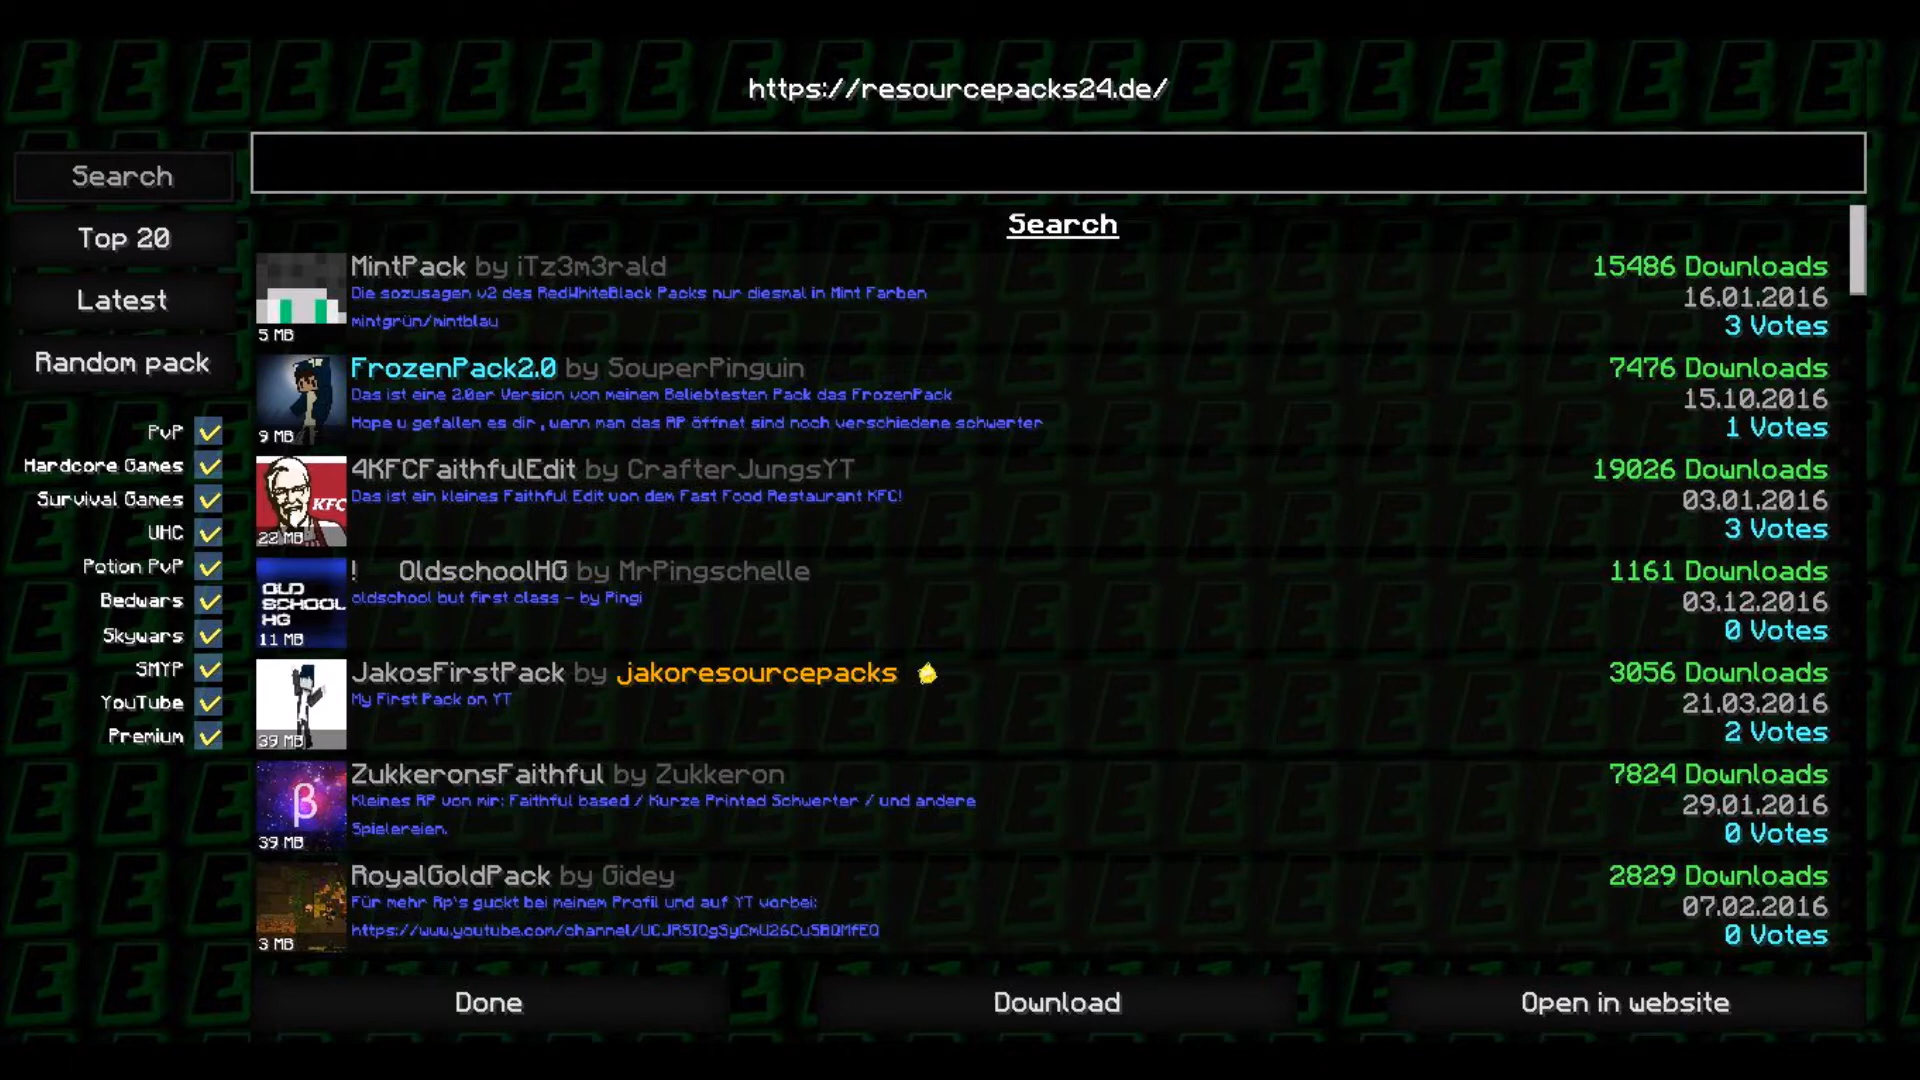 https://resourcepacks24.de/
Search
Top 20
Latest
Random pack
PvP
Hardcore Games
Survival Games
UHC
Potion PvP
Bedwars
Skywars
SMYP
YouTube
Premium
Search
MintPack by iTz3m3rald
Die sozusagen v2 des RedWhiteBlack Packs nur diesmal in Mint Farben
mintgrün/mintblau
5 MB
15486 Downloads
16.01.2016
3 Votes
FrozenPack2.0 by SouperPinguin
Das ist eine 2.0er Version von meinem Beliebtesten Pack das FrozenPack
Hope u gefallen es dir , wenn man das RP öffnet sind noch verschiedene schwerter
9 MB
7476 Downloads
15.10.2016
1 Votes
4KFCFaithfulEdit by CrafterJungsYT
Das ist ein kleines Faithful Edit von dem Fast Food Restaurant KFC!
KFC
22 MB
19026 Downloads
03.01.2016
3 Votes
! OldschoolHG by MrPingschelle
oldschool but first class - by Pingi
OLD
SCHOOL
HG
11 MB
1161 Downloads
03.12.2016
0 Votes
JakosFirstPack by jakoresourcepacks
My First Pack on YT
39 MB
3056 Downloads
21.03.2016
2 Votes
ZukkeronsFaithful by Zukkeron
Kleines RP von mir: Faithful based / Kurze Printed Schwerter / und andere
Spielereien.
β
39 MB
7824 Downloads
29.01.2016
0 Votes
RoyalGoldPack by Gidey
Für mehr Rp's guckt bei meinem Profil und auf YT vorbei:
3 MB
2829 Downloads
07.02.2016
0 Votes
Done
Download
Open in website